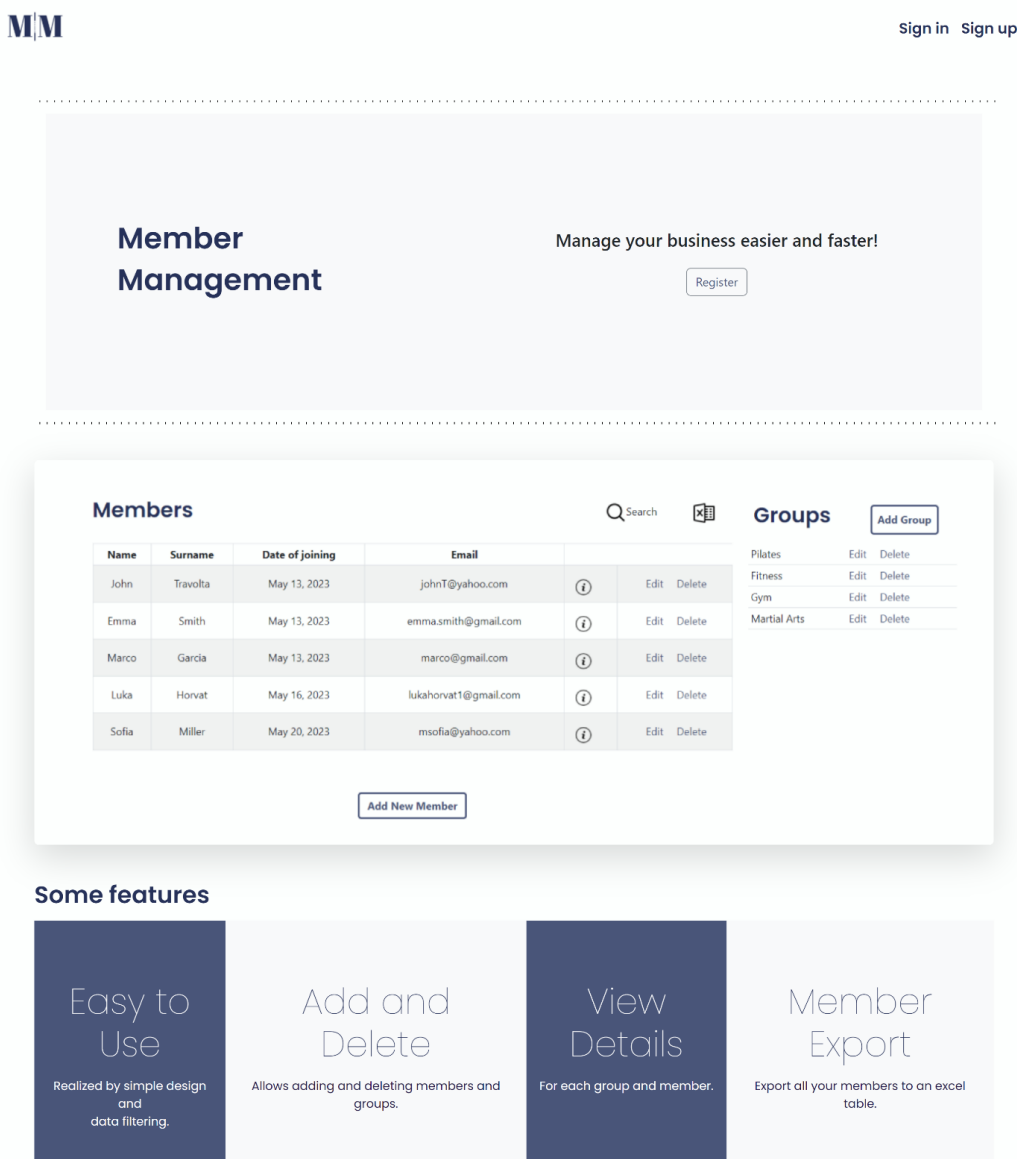 M|M
Sign in Sign up
Member
Management
Manage your business easier and faster!
Register
Members
Search
Name Surname Date of joining Email
John Travolta May 13, 2023 johnT@yahoo.com i Edit Delete
Emma Smith May 13, 2023 emma.smith@gmail.com i Edit Delete
Marco Garcia May 13, 2023 marco@gmail.com i Edit Delete
Luka Horvat May 16, 2023 lukahorvat1@gmail.com i Edit Delete
Sofia Miller May 20, 2023 msofia@yahoo.com i Edit Delete
Add New Member
Groups
Add Group
Pilates Edit Delete
Fitness Edit Delete
Gym Edit Delete
Martial Arts Edit Delete
Some features
Easy to
Use
Realized by simple design
and
data filtering.
Add and
Delete
Allows adding and deleting members and
groups.
View
Details
For each group and member.
Member
Export
Export all your members to an excel
table.